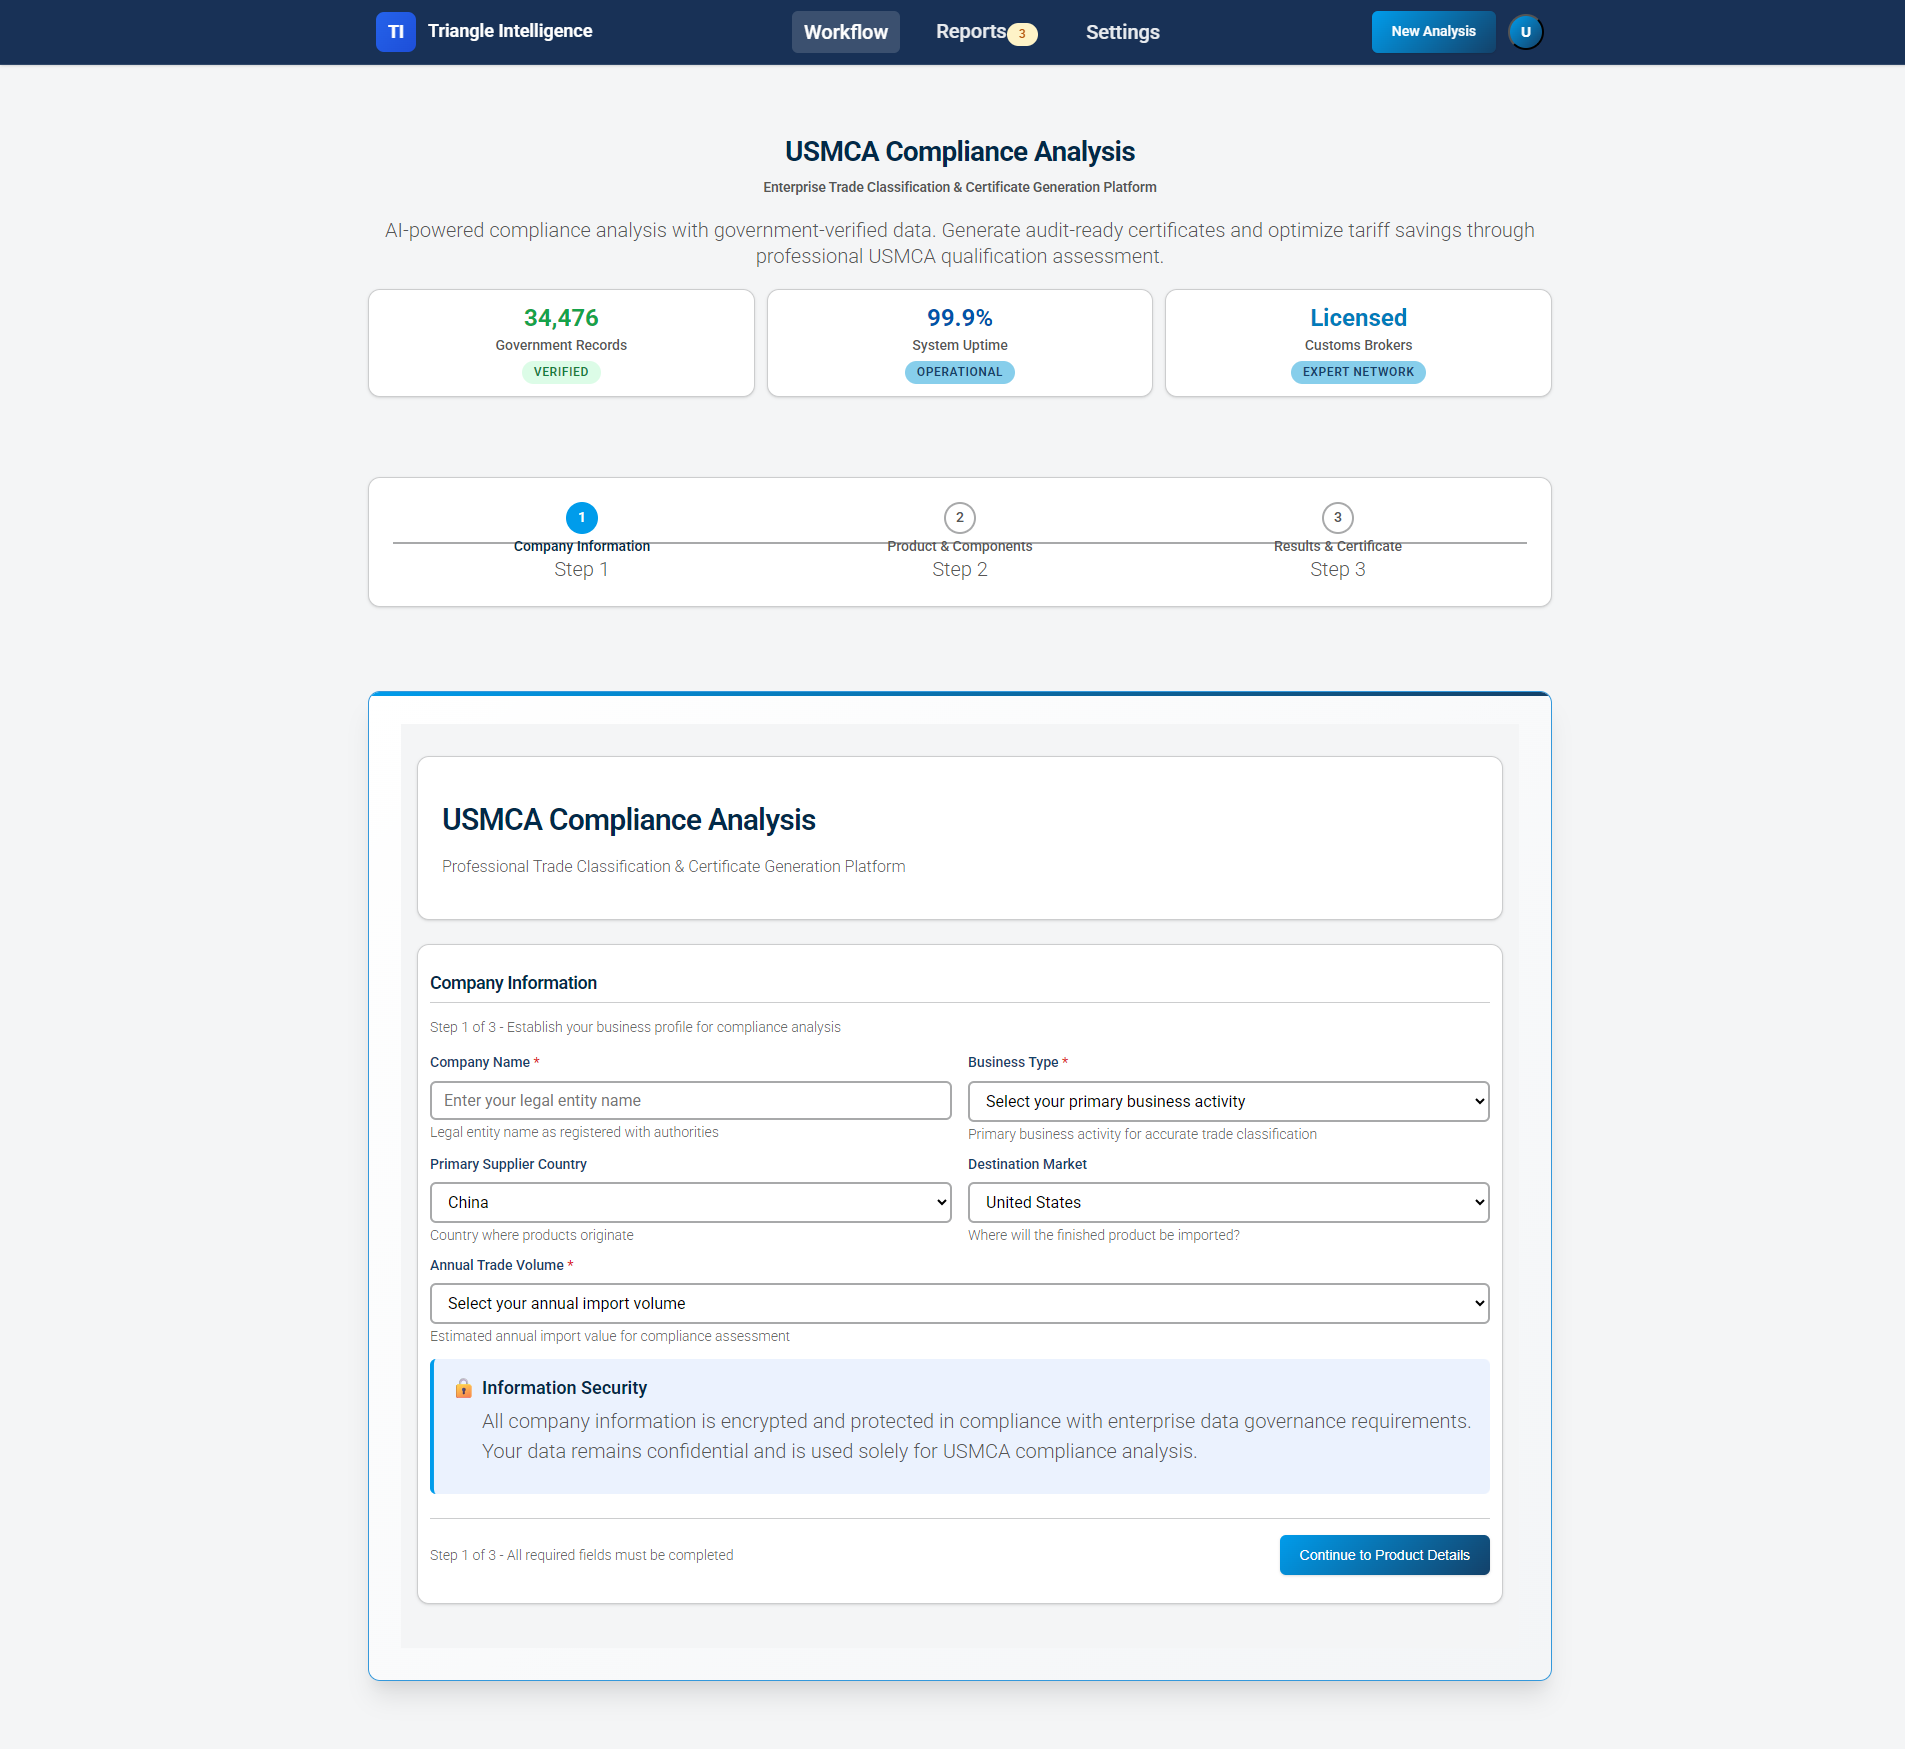 TI Triangle Intelligence Workflow Reports 3 Settings New Analysis U
USMCA Compliance Analysis
Enterprise Trade Classification & Certificate Generation Platform
AI-powered compliance analysis with government-verified data. Generate audit-ready certificates and optimize tariff savings through
professional USMCA qualification assessment.
34,476
Government Records
VERIFIED
99.9%
System Uptime
OPERATIONAL
Licensed
Customs Brokers
EXPERT NETWORK
1
Company Information
Step 1
2
Product & Components
Step 2
3
Results & Certificate
Step 3
USMCA Compliance Analysis
Professional Trade Classification & Certificate Generation Platform
Company Information
Step 1 of 3 - Establish your business profile for compliance analysis
Company Name *
Enter your legal entity name
Legal entity name as registered with authorities
Business Type *
Select your primary business activity
Primary business activity for accurate trade classification
Primary Supplier Country
China
Country where products originate
Destination Market
United States
Where will the finished product be imported?
Annual Trade Volume *
Select your annual import volume
Estimated annual import value for compliance assessment
Information Security
All company information is encrypted and protected in compliance with enterprise data governance requirements.
Your data remains confidential and is used solely for USMCA compliance analysis.
Step 1 of 3 - All required fields must be completed
Continue to Product Details